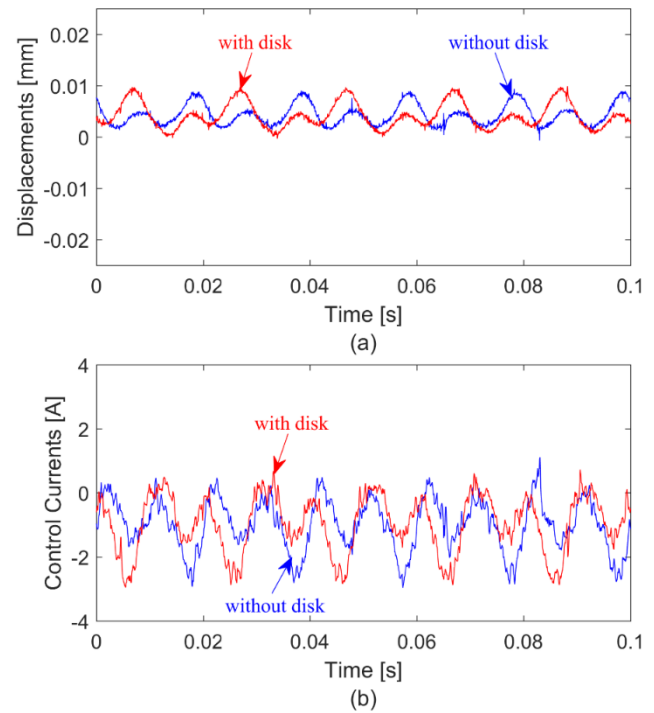 0.02
0.01
0
-0.01
-0.02
Displacements [mm]
with disk
without disk
0 0.02 0.04 0.06 0.08 0.1
Time [s]
(a)
4
2
0
-2
-4
Control Currents [A]
with disk
without disk
0 0.02 0.04 0.06 0.08 0.1
Time [s]
(b)